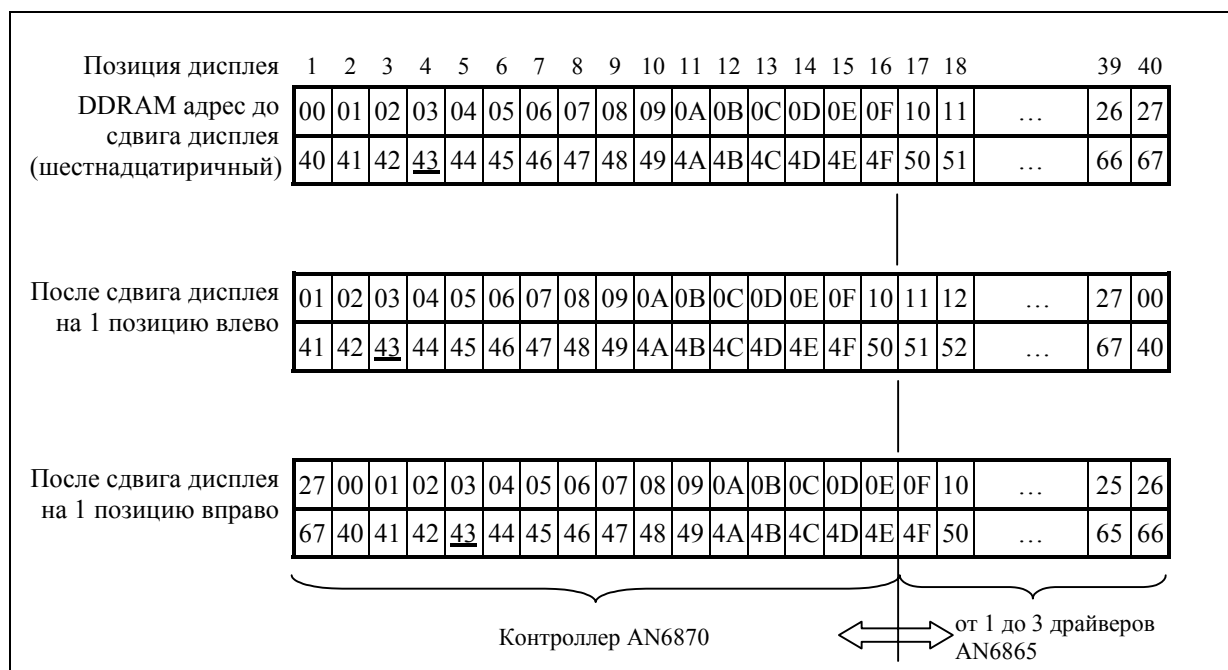 Позиция дисплея 1 2 3 4 5 6 7 8 9 10 11 12 13 14 15 16 17 18 39 40
DDRAM адрес до сдвига дисплея (шестнадцатиричный)
00 01 02 03 04 05 06 07 08 09 0A 0B 0C 0D 0E 0F 10 11 … 26 27
40 41 42 43 44 45 46 47 48 49 4A 4B 4C 4D 4E 4F 50 51 … 66 67
После сдвига дисплея на 1 позицию влево
01 02 03 04 05 06 07 08 09 0A 0B 0C 0D 0E 0F 10 11 12 … 27 00
41 42 43 44 45 46 47 48 49 4A 4B 4C 4D 4E 4F 50 51 52 … 67 40
После сдвига дисплея на 1 позицию вправо
27 00 01 02 03 04 05 06 07 08 09 0A 0B 0C 0D 0E 0F 10 … 25 26
67 40 41 42 43 44 45 46 47 48 49 4A 4B 4C 4D 4E 4F 50 … 65 66
Контроллер AN6870
от 1 до 3 драйверов
AN6865